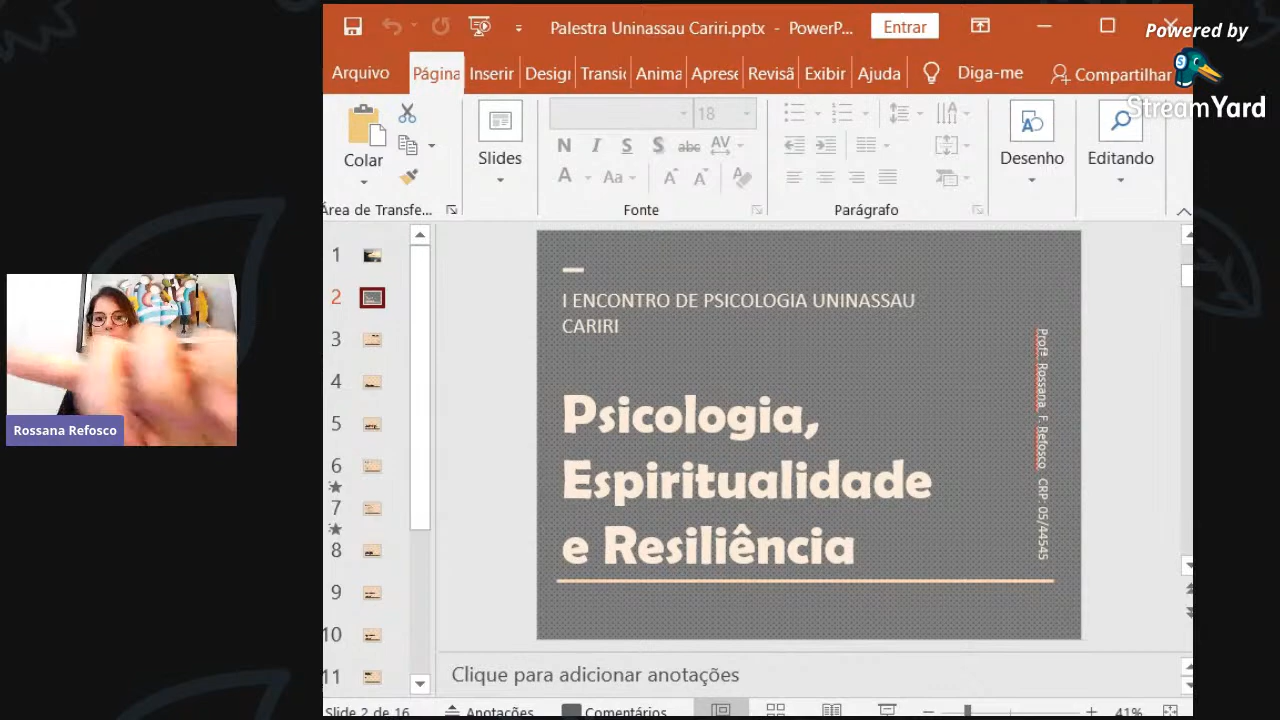 Palestra Uninassau Cariri.pptx - PowerP...
Entrar
Powered by
StreamYard
Arquivo
Página
Inserir
Desigi
Transic
Anima
Aprese
Revisã
Exibir
Ajuda
Diga-me
Compartilhar
Colar
Slides
18
N I S S abc AV
A Aa A A
Desenho
Editando
Área de Transfe...
Fonte
Parágrafo
1
2
3
4
5
6
7
8
9
10
11
I ENCONTRO DE PSICOLOGIA UNINASSAU
CARIRI
Psicologia,
Espiritualidade
e Resiliência
Profª. Rossana F. Refosco CRP: 05/44545
Rossana Refosco
Clique para adicionar anotações
Slide 2 de 16
Anotações
Comentários
41%